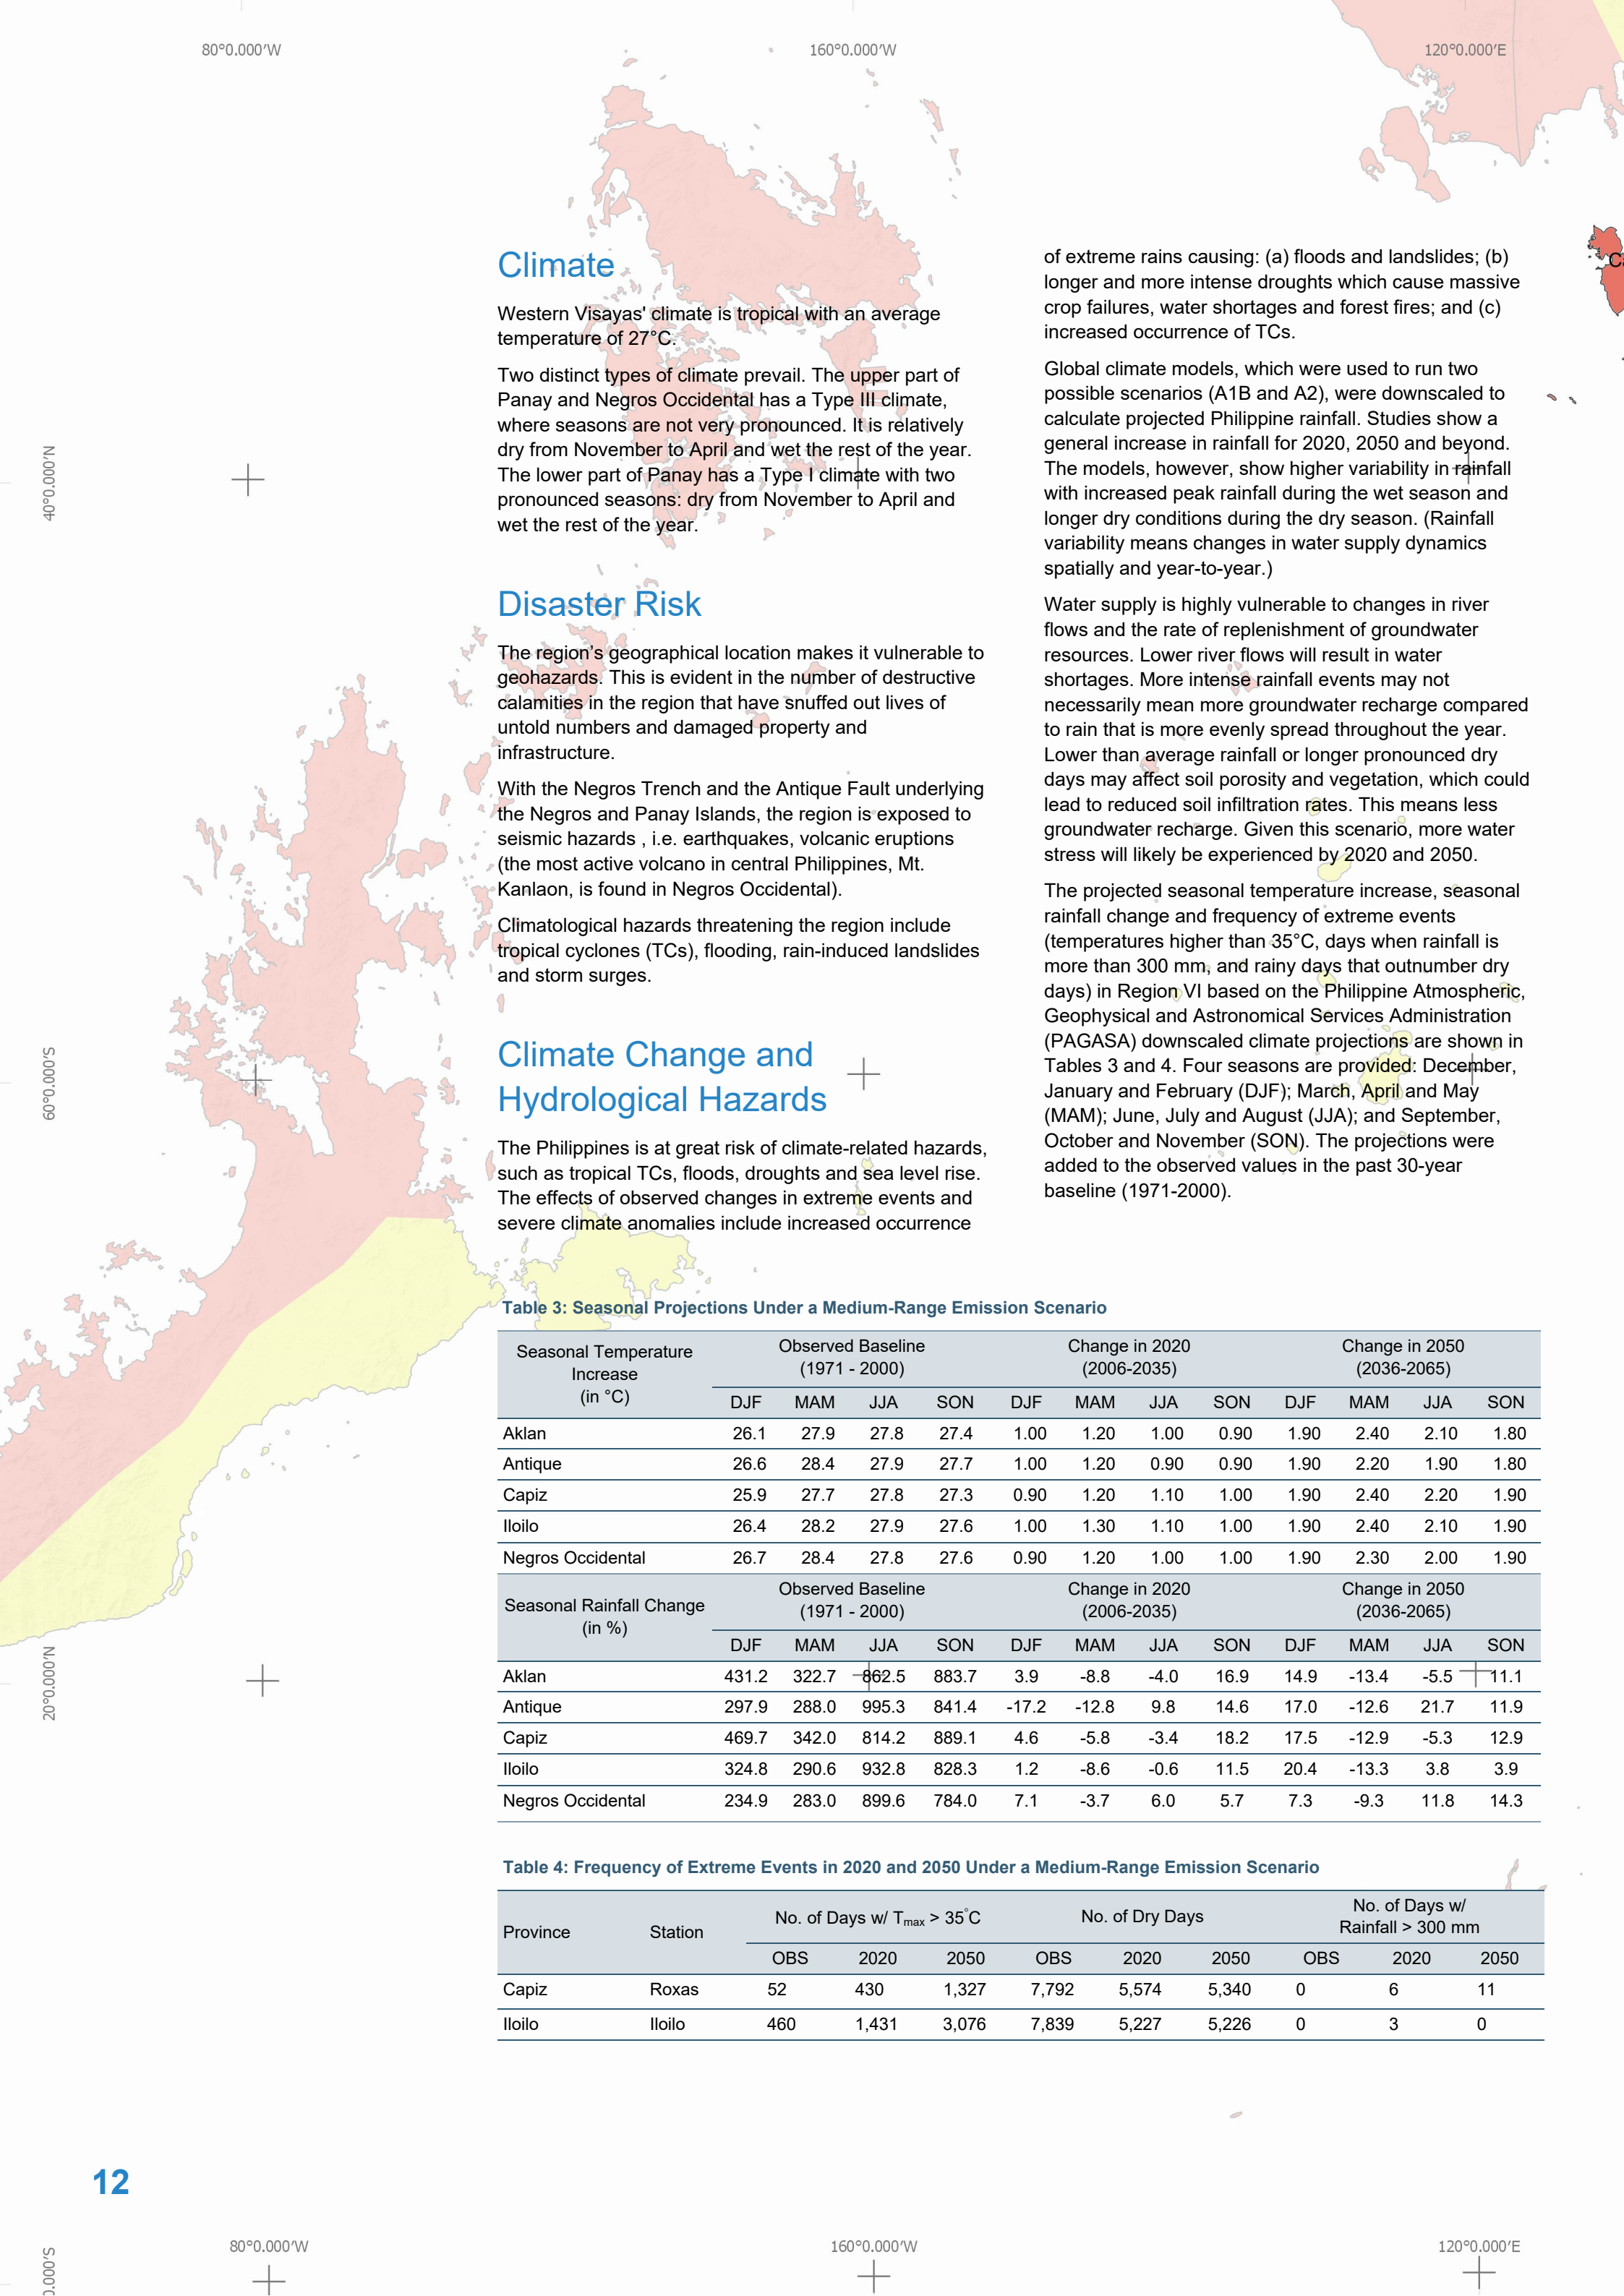 80°0.000'W 160°0.000'W 120°0.000'E
40°0.000'N
60°0.000'S
20°0.000'N
0.000'S
Climate
Western Visayas' climate is tropical with an average
temperature of 27°C.
Two distinct types of climate prevail. The upper part of
Panay and Negros Occidental has a Type III climate,
where seasons are not very pronounced. It is relatively
dry from November to April and wet the rest of the year.
The lower part of Panay has a Type I climate with two
pronounced seasons: dry from November to April and
wet the rest of the year.
Disaster Risk
The region's geographical location makes it vulnerable to
geohazards. This is evident in the number of destructive
calamities in the region that have snuffed out lives of
untold numbers and damaged property and
infrastructure.
With the Negros Trench and the Antique Fault underlying
the Negros and Panay Islands, the region is exposed to
seismic hazards , i.e. earthquakes, volcanic eruptions
(the most active volcano in central Philippines, Mt.
Kanlaon, is found in Negros Occidental).
Climatological hazards threatening the region include
tropical cyclones (TCs), flooding, rain-induced landslides
and storm surges.
Climate Change and
Hydrological Hazards
The Philippines is at great risk of climate-related hazards,
such as tropical TCs, floods, droughts and sea level rise.
The effects of observed changes in extreme events and
severe climate anomalies include increased occurrence
of extreme rains causing: (a) floods and landslides; (b)
longer and more intense droughts which cause massive
crop failures, water shortages and forest fires; and (c)
increased occurrence of TCs.
Global climate models, which were used to run two
possible scenarios (A1B and A2), were downscaled to
calculate projected Philippine rainfall. Studies show a
general increase in rainfall for 2020, 2050 and beyond.
The models, however, show higher variability in rainfall
with increased peak rainfall during the wet season and
longer dry conditions during the dry season. (Rainfall
variability means changes in water supply dynamics
spatially and year-to-year.)
Water supply is highly vulnerable to changes in river
flows and the rate of replenishment of groundwater
resources. Lower river flows will result in water
shortages. More intense rainfall events may not
necessarily mean more groundwater recharge compared
to rain that is more evenly spread throughout the year.
Lower than average rainfall or longer pronounced dry
days may affect soil porosity and vegetation, which could
lead to reduced soil infiltration rates. This means less
groundwater recharge. Given this scenario, more water
stress will likely be experienced by 2020 and 2050.
The projected seasonal temperature increase, seasonal
rainfall change and frequency of extreme events
(temperatures higher than 35°C, days when rainfall is
more than 300 mm, and rainy days that outnumber dry
days) in Region VI based on the Philippine Atmospheric,
Geophysical and Astronomical Services Administration
(PAGASA) downscaled climate projections are shown in
Tables 3 and 4. Four seasons are provided: December,
January and February (DJF); March, April and May
(MAM); June, July and August (JJA); and September,
October and November (SON). The projections were
added to the observed values in the past 30-year
baseline (1971-2000).
Table 3: Seasonal Projections Under a Medium-Range Emission Scenario
Seasonal Temperature Increase (in °C) Observed Baseline (1971 - 2000) Change in 2020 (2006-2035) Change in 2050 (2036-2065)
DJF MAM JJA SON DJF MAM JJA SON DJF MAM JJA SON
Aklan 26.1 27.9 27.8 27.4 1.00 1.20 1.00 0.90 1.90 2.40 2.10 1.80
Antique 26.6 28.4 27.9 27.7 1.00 1.20 0.90 0.90 1.90 2.20 1.90 1.80
Capiz 25.9 27.7 27.8 27.3 0.90 1.20 1.10 1.00 1.90 2.40 2.20 1.90
Iloilo 26.4 28.2 27.9 27.6 1.00 1.30 1.10 1.00 1.90 2.40 2.10 1.90
Negros Occidental 26.7 28.4 27.8 27.6 0.90 1.20 1.00 1.00 1.90 2.30 2.00 1.90
Seasonal Rainfall Change (in %) Observed Baseline (1971 - 2000) Change in 2020 (2006-2035) Change in 2050 (2036-2065)
DJF MAM JJA SON DJF MAM JJA SON DJF MAM JJA SON
Aklan 431.2 322.7 862.5 883.7 3.9 -8.8 -4.0 16.9 14.9 -13.4 -5.5 11.1
Antique 297.9 288.0 995.3 841.4 -17.2 -12.8 9.8 14.6 17.0 -12.6 21.7 11.9
Capiz 469.7 342.0 814.2 889.1 4.6 -5.8 -3.4 18.2 17.5 -12.9 -5.3 12.9
Iloilo 324.8 290.6 932.8 828.3 1.2 -8.6 -0.6 11.5 20.4 -13.3 3.8 3.9
Negros Occidental 234.9 283.0 899.6 784.0 7.1 -3.7 6.0 5.7 7.3 -9.3 11.8 14.3
Table 4: Frequency of Extreme Events in 2020 and 2050 Under a Medium-Range Emission Scenario
Province Station No. of Days w/ Tmax > 35°C No. of Dry Days No. of Days w/ Rainfall > 300 mm
OBS 2020 2050 OBS 2020 2050 OBS 2020 2050
Capiz Roxas 52 430 1,327 7,792 5,574 5,340 0 6 11
Iloilo Iloilo 460 1,431 3,076 7,839 5,227 5,226 0 3 0
12
80°0.000'W 160°0.000'W 120°0.000'E